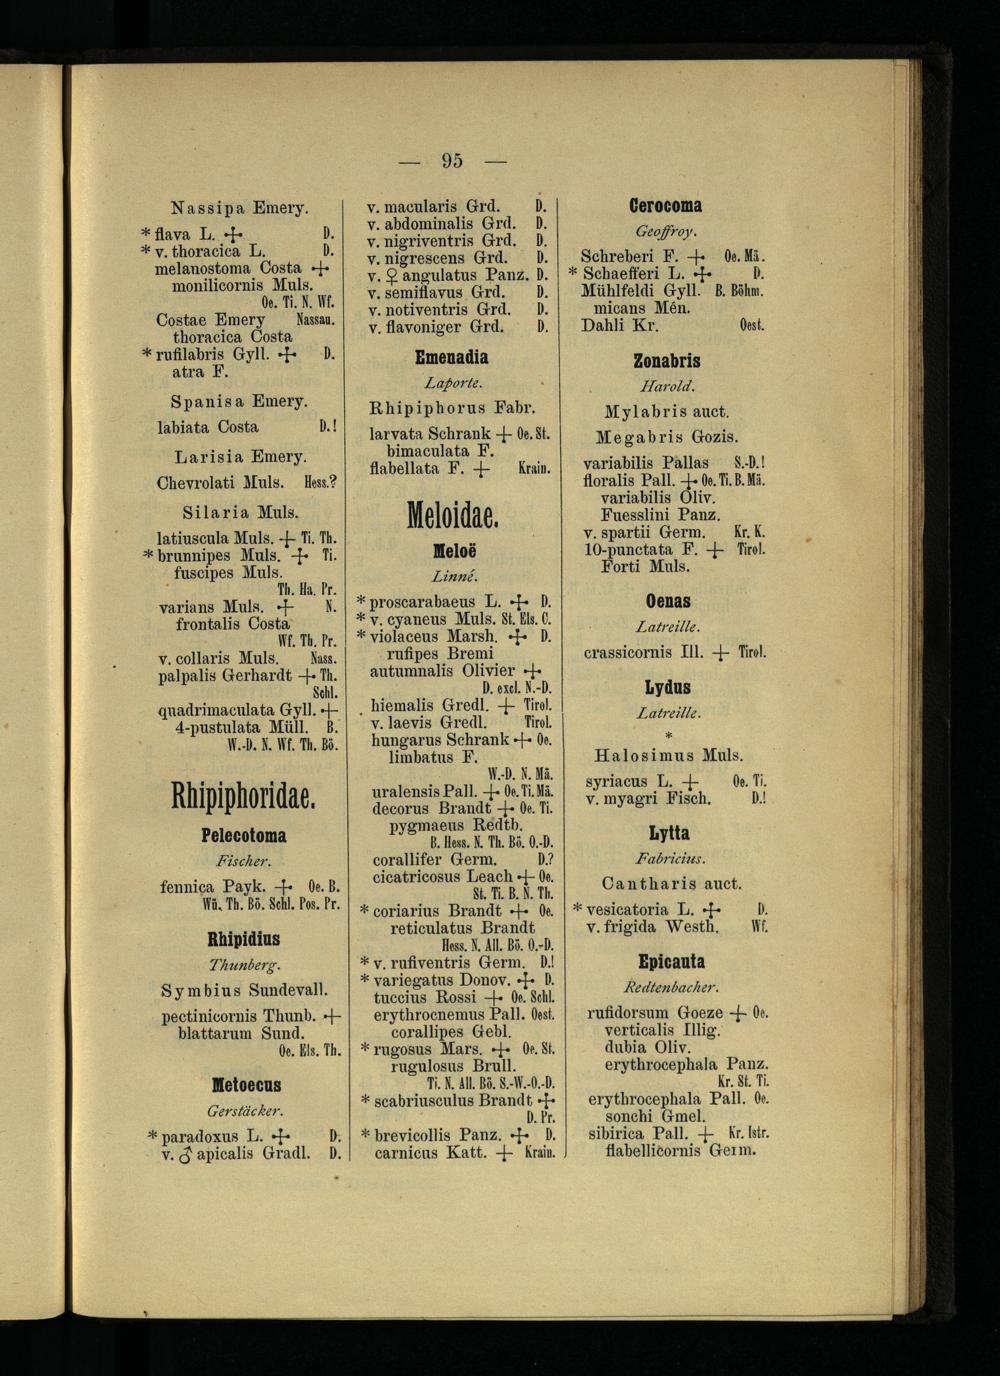 — 95 —
Nassipa Emery.
* flava L. + D.
* v. thoracica L. D.
melanostoma Costa +
monilicornis Muls.
Oe. Ti. N. Wf.
Costae Emery Nassau.
thoracica Costa
* rufilabris Gyll. + D.
atra F.
Spanisa Emery.
labiata Costa D.!
Larisia Emery.
Chevrolati Muls. Hess.?
Silaria Muls.
latiuscula Muls. + Ti. Th.
* brunnipes Muls. + Ti.
fuscipes Muls.
Th. Ha. Pr.
varians Muls. + N.
frontalis Costa
Wf. Th. Pr.
v. collaris Muls. Nass.
palpalis Gerhardt + Th.
Schl.
quadrimaculata Gyll. +
4-pustulata Müll. B.
W.-D. N. Wf. Th. Bö.
Rhipiphoridae.
Pelecotoma
Fischer.
fennica Payk. + Oe. B.
Wü. Th. Bö. Schl. Pos. Pr.
Rhipidius
Thunberg.
Symbius Sundevall.
pectinicornis Thunb. +
blattarum Sund.
Oe. Els. Th.
Metoecus
Gerstäcker.
* paradoxus L. + D.
v. ♂ apicalis Gradl. D.
v. macularis Grd. D.
v. abdominalis Grd. D.
v. nigriventris Grd. D.
v. nigrescens Grd. D.
v. ♀ angulatus Panz. D.
v. semiflavus Grd. D.
v. notiventris Grd. D.
v. flavoniger Grd. D.
Emenadia
Laporte.
Rhipiphorus Fabr.
larvata Schrank + Oe. St.
bimaculata F.
flabellata F. + Krain.
Meloidae.
Meloë
Linné.
* proscarabaeus L. + D.
* v. cyaneus Muls. St. Els. C.
* violaceus Marsh. + D.
rufipes Bremi
autumnalis Olivier +
D. excl. N.-D.
hiemalis Gredl. + Tirol.
v. laevis Gredl. Tirol.
hungarus Schrank + Oe.
limbatus F.
W.-D. N. Mä.
uralensis Pall. + Oe. Ti. Mä.
decorus Brandt + Oe. Ti.
pygmaeus Redtb.
B. Hess. N. Th. Bö. O.-D.
corallifer Germ. D.?
cicatricosus Leach + Oe.
St. Ti. B. N. Th.
* coriarius Brandt + Oe.
reticulatus Brandt
Hess. N. All. Bö. O.-D.
* v. rufiventris Germ. D.!
* variegatus Donov. + D.
tuccius Rossi + Oe. Schl.
erythrocnemus Pall. Oest.
corallipes Gebl.
* rugosus Mars. + Oe. St.
rugulosus Brull.
Ti. N. All. Bö. S.-W.-O.-D.
* scabriusculus Brandt +
D. Pr.
* brevicollis Panz. + D.
carnicus Katt. + Krain.
Cerocoma
Geoffroy.
Schreberi F. + Oe. Mä.
* Schaefferi L. + D.
Mühlfeldi Gyll. B. Böhm.
micans Mén.
Dahli Kr. Oest.
Zonabris
Harold.
Mylabris auct.
Megabris Gozis.
variabilis Pallas S.-D.!
floralis Pall. + Oe. Ti. B. Mä.
variabilis Oliv.
Fuesslini Panz.
v. spartii Germ. Kr. K.
10-punctata F. + Tirol.
Forti Muls.
Oenas
Latreille.
crassicornis Ill. + Tirol.
Lydus
Latreille.
*
Halosimus Muls.
syriacus L. + Oe. Ti.
v. myagri Fisch. D.!
Lytta
Fabricius.
Cantharis auct.
* vesicatoria L. + D.
v. frigida Westh. Wf.
Epicauta
Redtenbacher.
rufidorsum Goeze + Oe.
verticalis Illig.
dubia Oliv.
erythrocephala Panz.
Kr. St. Ti.
erythrocephala Pall. Oe.
sonchi Gmel.
sibirica Pall. + Kr. Istr.
flabellicornis Germ.